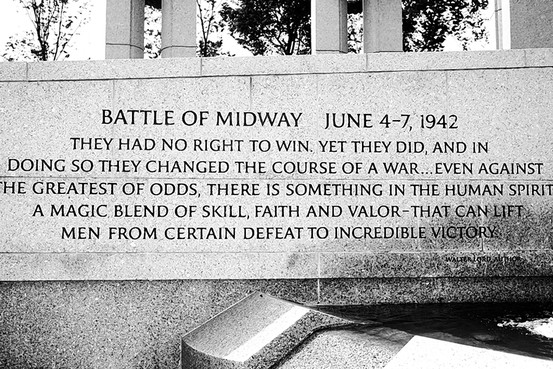 BATTLE OF MIDWAY JUNE 4-7, 1942
THEY HAD NO RIGHT TO WIN. YET THEY DID, AND IN
DOING SO THEY CHANGED THE COURSE OF A WAR...EVEN AGAINST
THE GREATEST OF ODDS, THERE IS SOMETHING IN THE HUMAN SPIRIT
A MAGIC BLEND OF SKILL, FAITH AND VALOR-THAT CAN LIFT
MEN FROM CERTAIN DEFEAT TO INCREDIBLE VICTORY.
WALTER LORD, AUTHOR